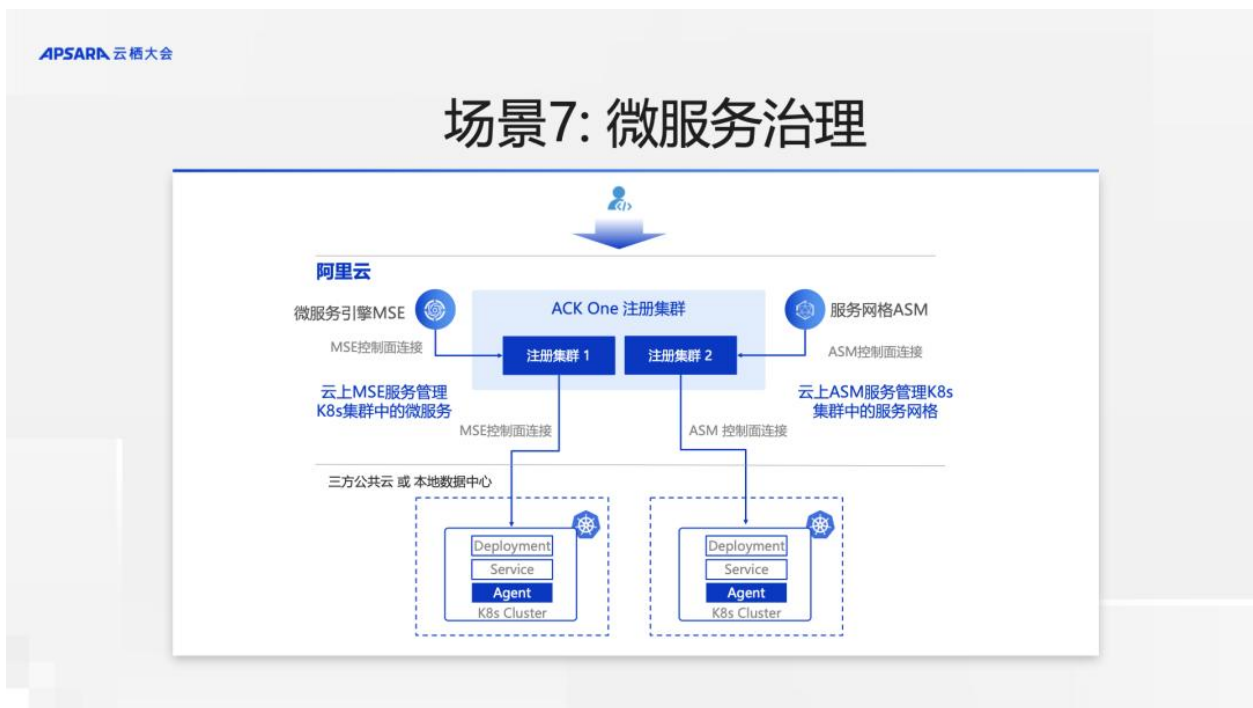 APSARA 云栖大会
场景7: 微服务治理
阿里云
微服务引擎MSE
ACK One 注册集群
服务网格ASM
MSE控制面连接
注册集群 1
注册集群 2
ASM控制面连接
云上MSE服务管理
K8s集群中的微服务
云上ASM服务管理K8s
集群中的服务网格
MSE控制面连接
ASM 控制面连接
三方公共云 或 本地数据中心
Deployment
Service
Agent
K8s Cluster
Deployment
Service
Agent
K8s Cluster